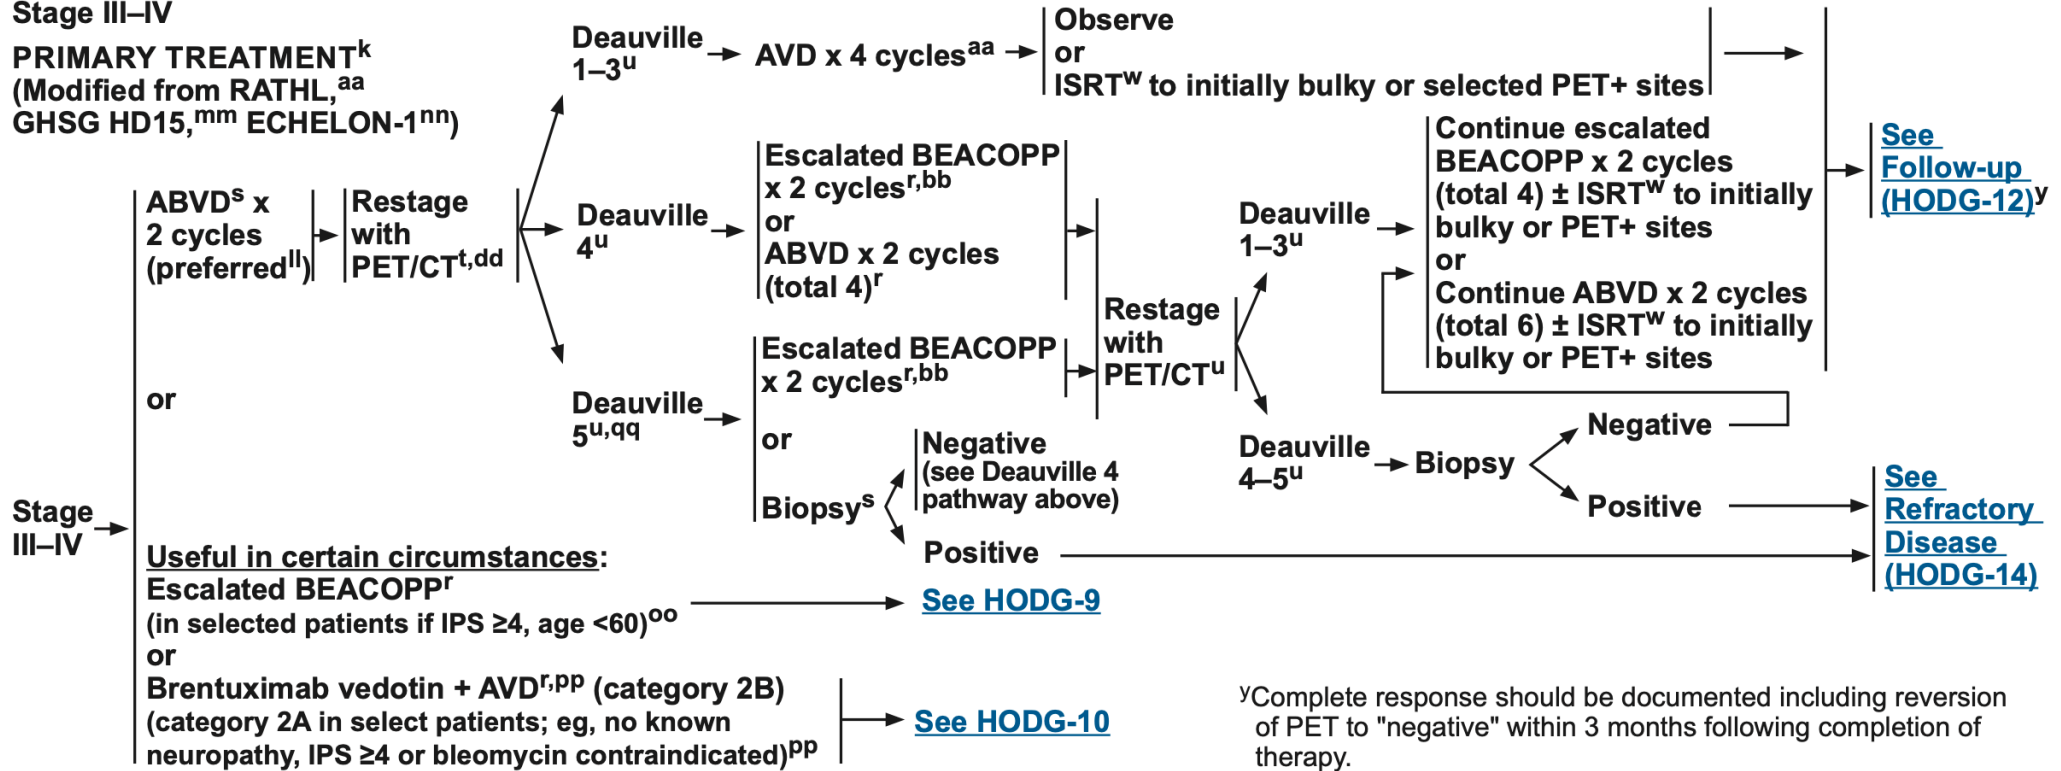 Stage III–IV
PRIMARY TREATMENTk
(Modified from RATHL,aa
GHSG HD15,mm ECHELON-1nn)
Stage
III–IV
ABVDs x
2 cycles
(preferredll)
Restage
with
PET/CTt,dd
Deauville
1–3u
AVD x 4 cyclesaa
Observe
or
ISRTw to initially bulky or selected PET+ sites
Deauville
4u
Escalated BEACOPP
x 2 cyclesr,bb
or
ABVD x 2 cycles
(total 4)r
Deauville
5u,qq
Escalated BEACOPP
x 2 cyclesr,bb
or
Biopsys
Negative
(see Deauville 4
pathway above)
Positive
Restage
with
PET/CTu
Deauville
1–3u
Continue escalated
BEACOPP x 2 cycles
(total 4) ± ISRTw to initially
bulky or PET+ sites
or
Continue ABVD x 2 cycles
(total 6) ± ISRTw to initially
bulky or PET+ sites
Deauville
4–5u
Biopsy
Negative
Positive
See
Follow-up
(HODG-12)y
See
Refractory
Disease
(HODG-14)
or
Useful in certain circumstances:
Escalated BEACOPPr
(in selected patients if IPS ≥4, age <60)oo
See HODG-9
or
Brentuximab vedotin + AVDr,pp (category 2B)
(category 2A in select patients; eg, no known
neuropathy, IPS ≥4 or bleomycin contraindicated)pp
See HODG-10
yComplete response should be documented including reversion
of PET to "negative" within 3 months following completion of
therapy.